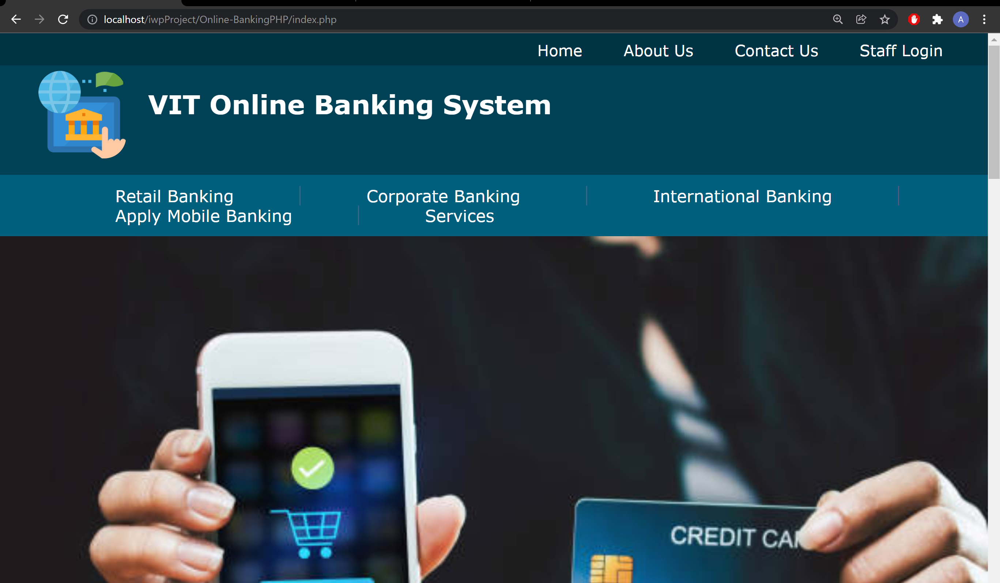 localhost/iwpProject/Online-BankingPHP/index.php
A
Home About Us Contact Us Staff Login
VIT Online Banking System
Retail Banking Corporate Banking International Banking
Apply Mobile Banking Services
CREDIT CA